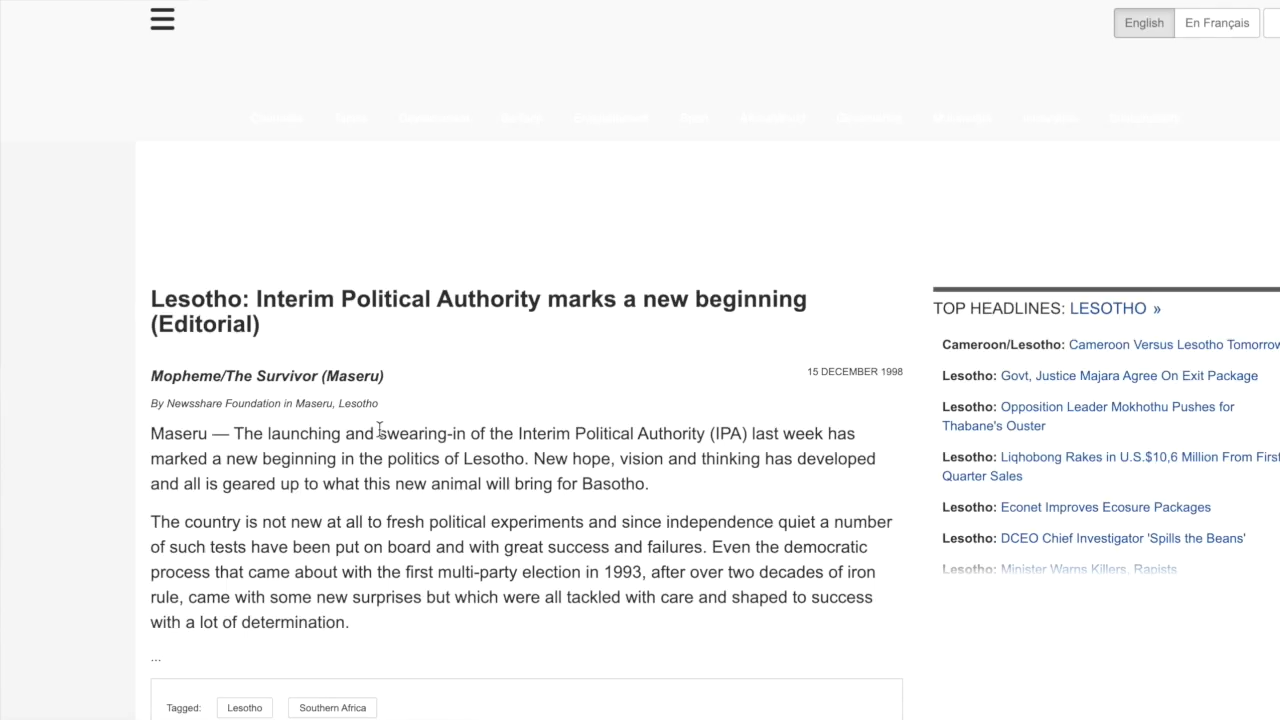 English
En Français
Lesotho: Interim Political Authority marks a new beginning
(Editorial)
Mopheme/The Survivor (Maseru)
15 DECEMBER 1998
By Newsshare Foundation in Maseru, Lesotho
Maseru — The launching and swearing-in of the Interim Political Authority (IPA) last week has
marked a new beginning in the politics of Lesotho. New hope, vision and thinking has developed
and all is geared up to what this new animal will bring for Basotho.
The country is not new at all to fresh political experiments and since independence quiet a number
of such tests have been put on board and with great success and failures. Even the democratic
process that came about with the first multi-party election in 1993, after over two decades of iron
rule, came with some new surprises but which were all tackled with care and shaped to success
with a lot of determination.
...
Tagged:
Lesotho
Southern Africa
TOP HEADLINES: LESOTHO »
Cameroon/Lesotho: Cameroon Versus Lesotho Tomorrow
Lesotho: Govt, Justice Majara Agree On Exit Package
Lesotho: Opposition Leader Mokhothu Pushes for
Thabane's Ouster
Lesotho: Liqhobong Rakes in U.S.$10,6 Million From First
Quarter Sales
Lesotho: Econet Improves Ecosure Packages
Lesotho: DCEO Chief Investigator 'Spills the Beans'
Lesotho: Minister Warns Killers, Rapists